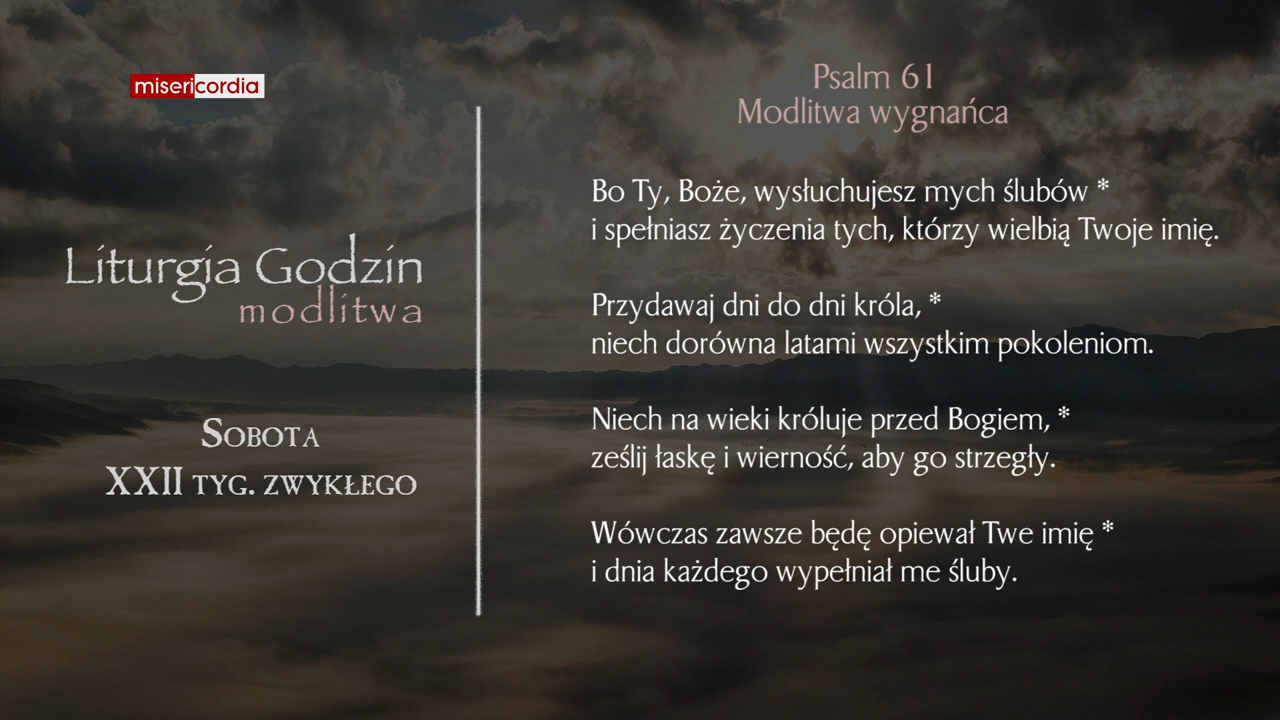 misericordia
Liturgia Godzin
modlitwa
Sobota
XXII tyg. zwykłego
Psalm 61
Modlitwa wygnańca
Bo Ty, Boże, wysłuchujesz mych ślubów *
i spełniasz życzenia tych, którzy wielbią Twoje imię.
Przydawaj dni do dni króla, *
niech dorówna latami wszystkim pokoleniom.
Niech na wieki króluje przed Bogiem, *
ześlij łaskę i wierność, aby go strzegły.
Wówczas zawsze będę opiewał Twe imię *
i dnia każdego wypełniał me śluby.